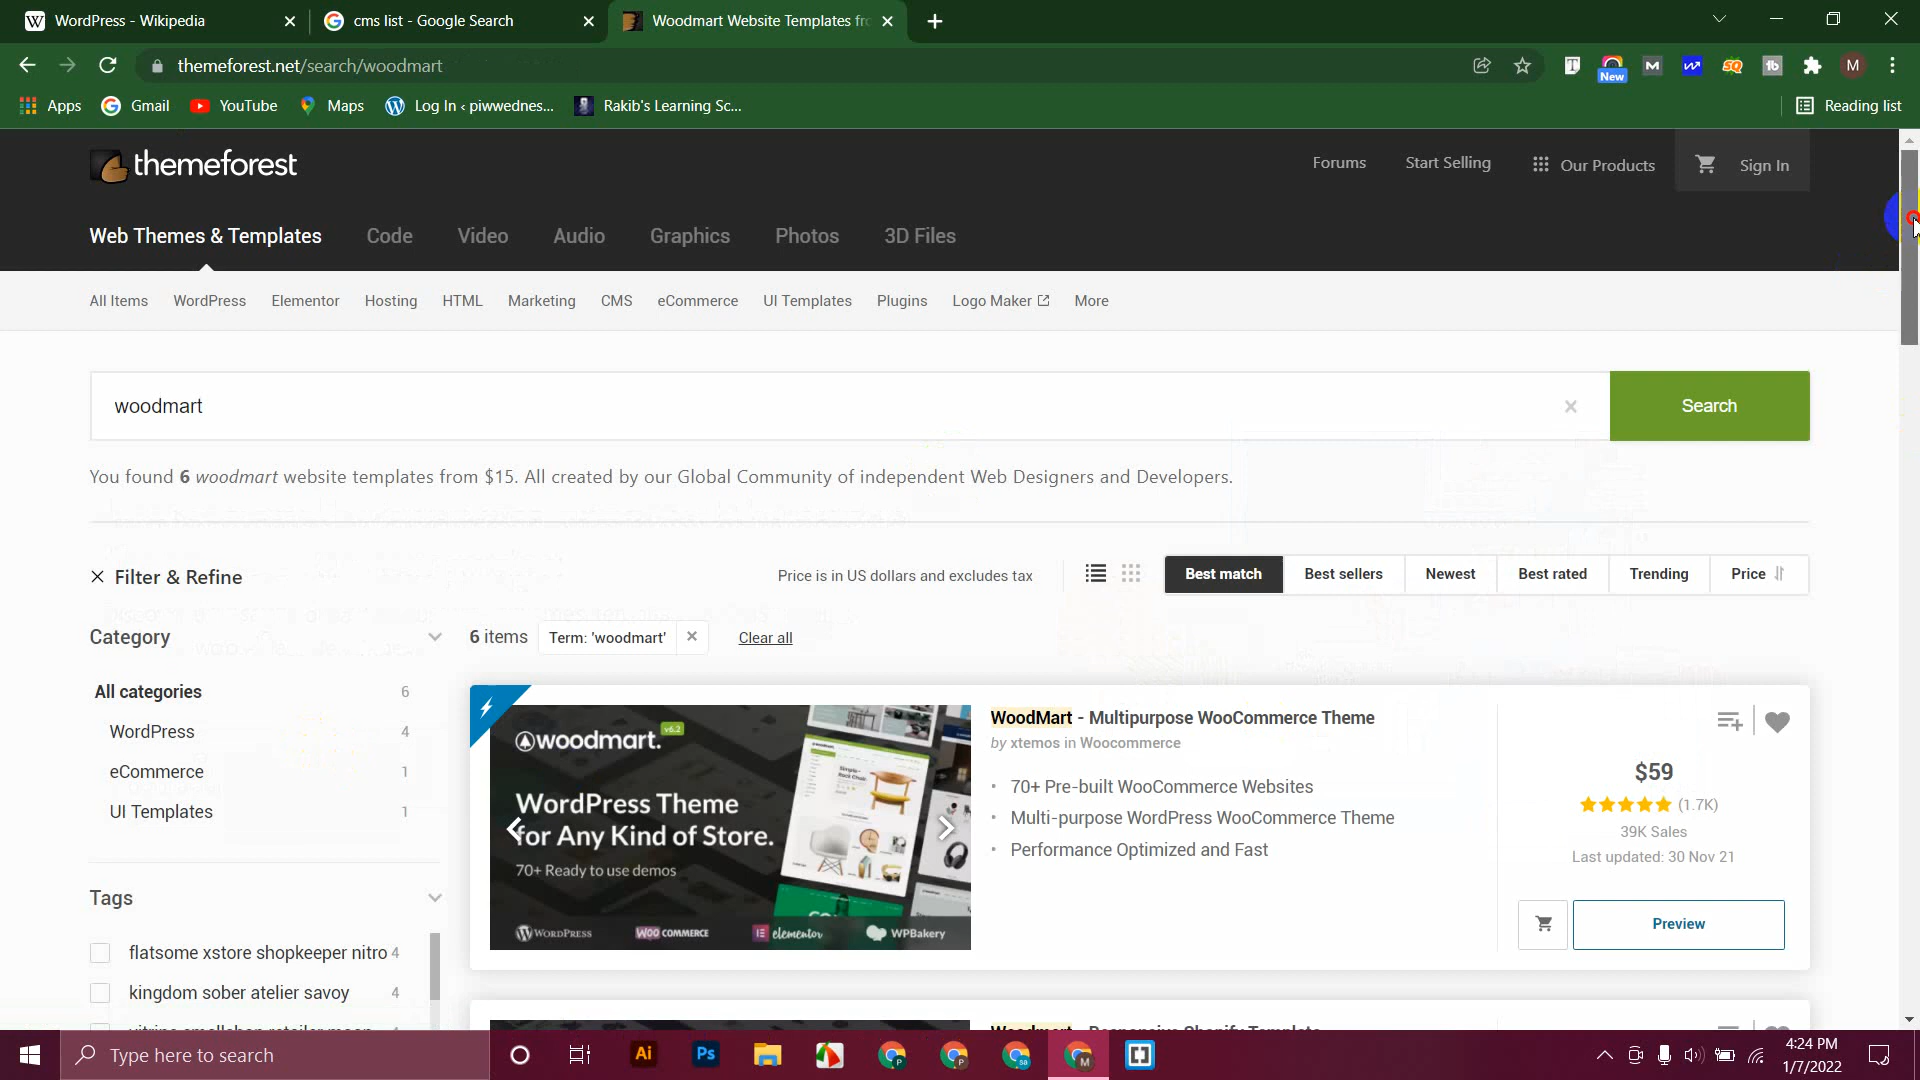 WordPress - Wikipedia
cms list - Google Search
Woodmart Website Templates fr
themeforest.net/search/woodmart
New
Apps
Gmail
YouTube
Maps
Log In ‹ piwwednes...
Rakib's Learning Sc...
Reading list
themeforest
Forums
Start Selling
Our Products
Sign In
Web Themes & Templates
Code
Video
Audio
Graphics
Photos
3D Files
All Items
WordPress
Elementor
Hosting
HTML
Marketing
CMS
eCommerce
UI Templates
Plugins
Logo Maker
More
woodmart
Search
You found 6 woodmart website templates from $15. All created by our Global Community of independent Web Designers and Developers.
Filter & Refine
Price is in US dollars and excludes tax
Best match
Best sellers
Newest
Best rated
Trending
Price
Category
6 items
Term: 'woodmart'
Clear all
All categories 6
WordPress 4
eCommerce 1
UI Templates 1
Tags
flatsome xstore shopkeeper nitro 4
kingdom sober atelier savoy 4
woodmart. v6.2
WordPress Theme
for Any Kind of Store.
70+ Ready to use demos
WORDPRESS
WOO COMMERCE
elementor
WPBakery
WoodMart - Multipurpose WooCommerce Theme
by xtemos in Woocommerce
70+ Pre-built WooCommerce Websites
Multi-purpose WordPress WooCommerce Theme
Performance Optimized and Fast
$59
(1.7K)
39K Sales
Last updated: 30 Nov 21
Preview
Woodmart - Responsive Shopify Template
Type here to search
Ai
Ps
4:24 PM
1/7/2022